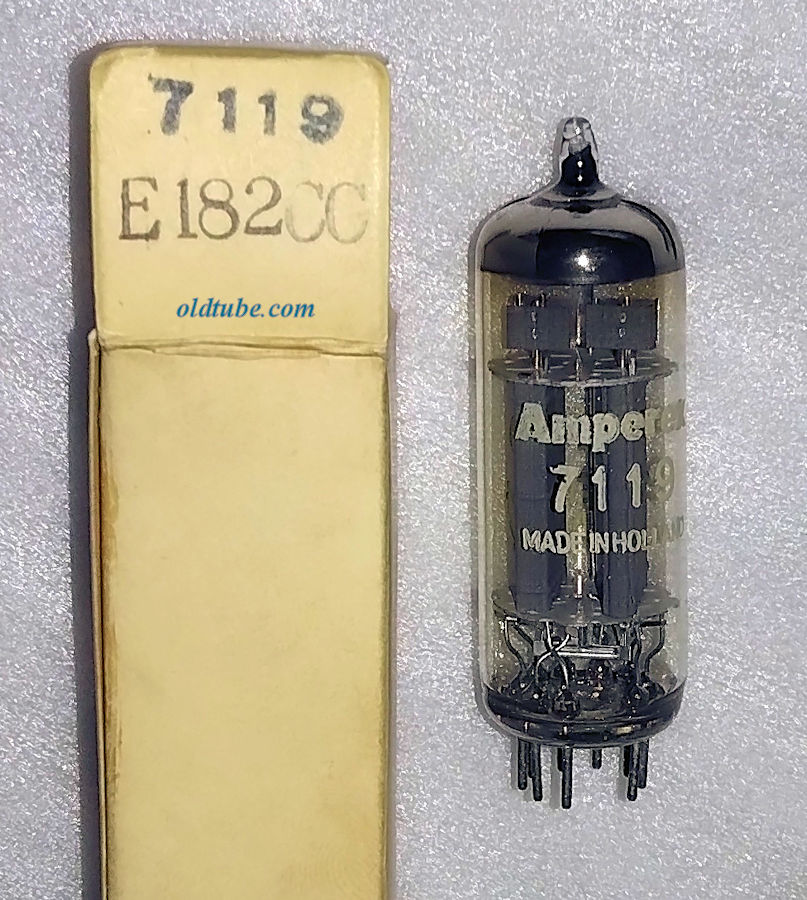 7119
E182CC
oldtube.com
Amperex
7119
MADE IN HOLLAND